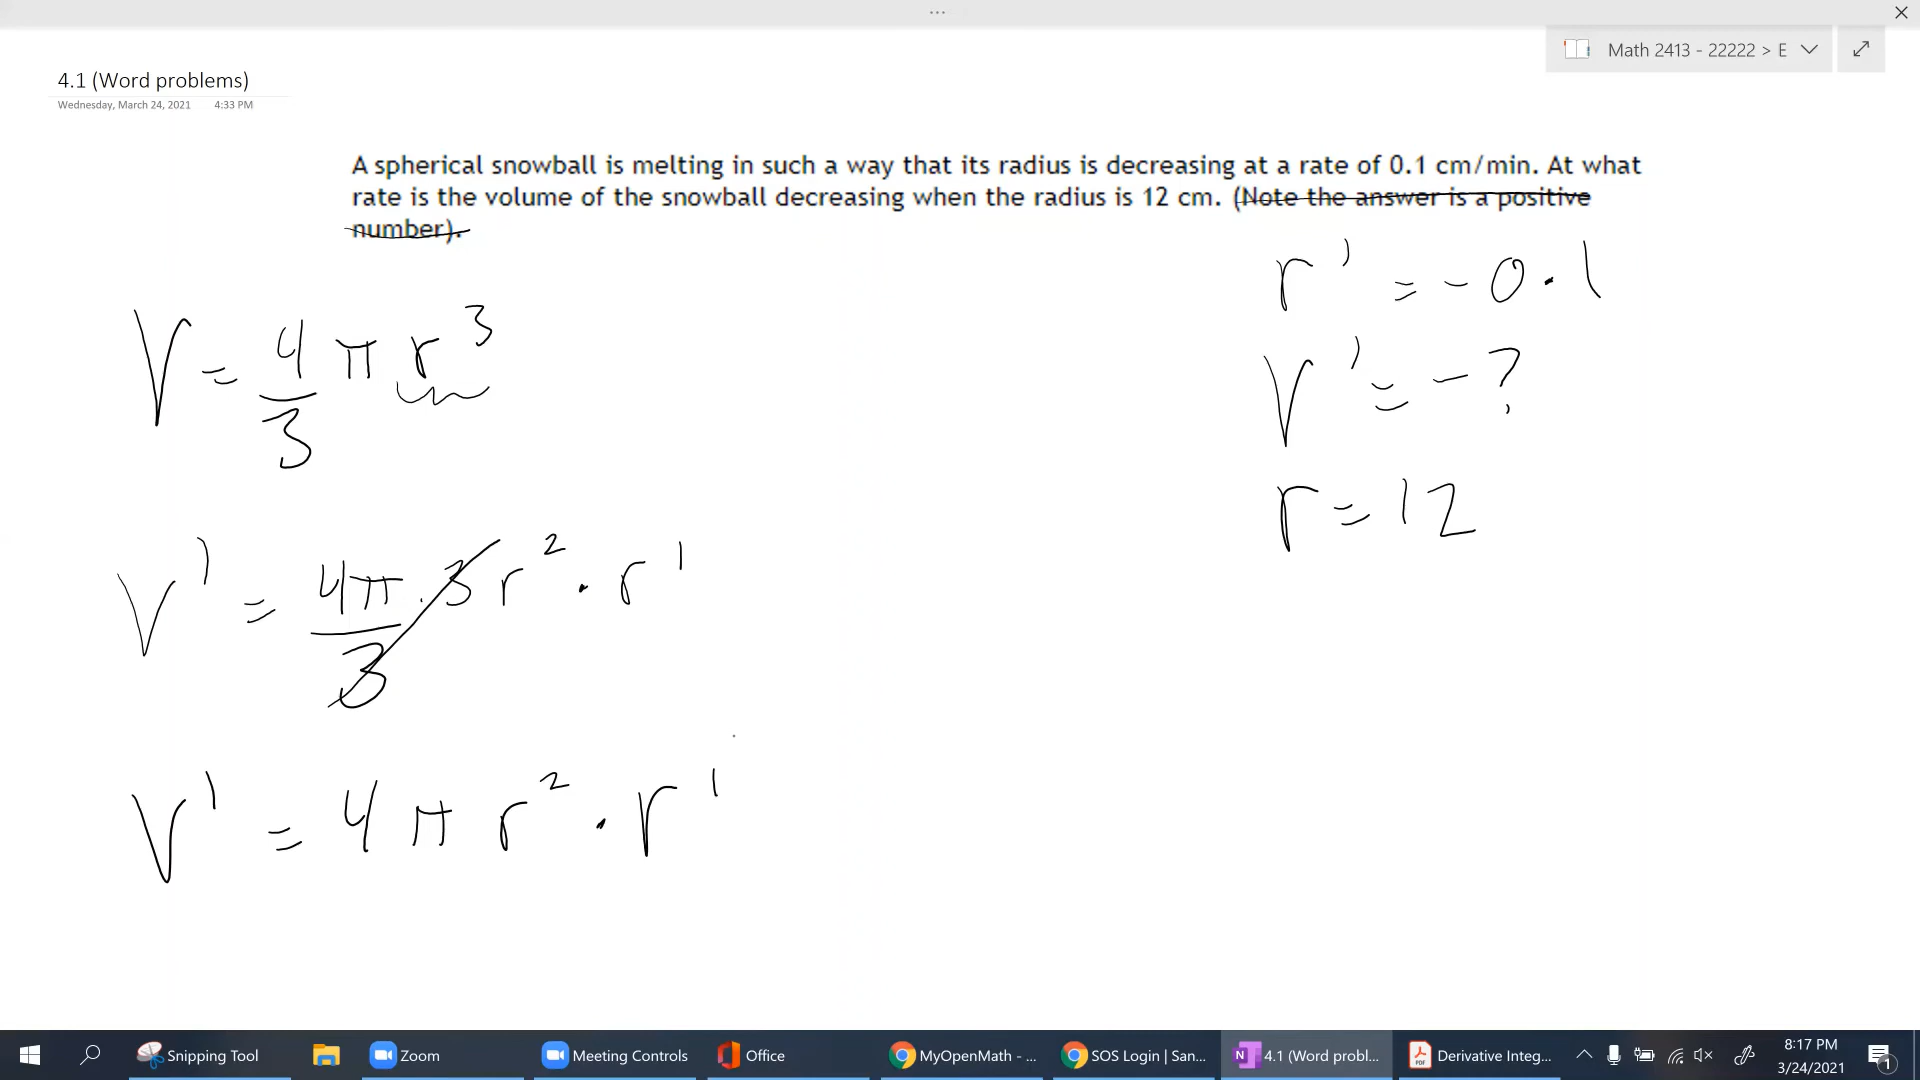 ...
Math 2413 - 22222 > E
4.1 (Word problems)
Wednesday, March 24, 2021 4:33 PM
A spherical snowball is melting in such a way that its radius is decreasing at a rate of 0.1 cm/min. At what
rate is the volume of the snowball decreasing when the radius is 12 cm. (Note the answer is a positive
number).
r' = -0.1
V = 4/3 π r³
V' = -?
r = 12
V' = 4π·3r²·r'
3
V' = 4πr²·r'
Snipping Tool Zoom Meeting Controls Office MyOpenMath - ... SOS Login | San... 4.1 (Word probl... Derivative Integ... 8:17 PM
3/24/2021 1